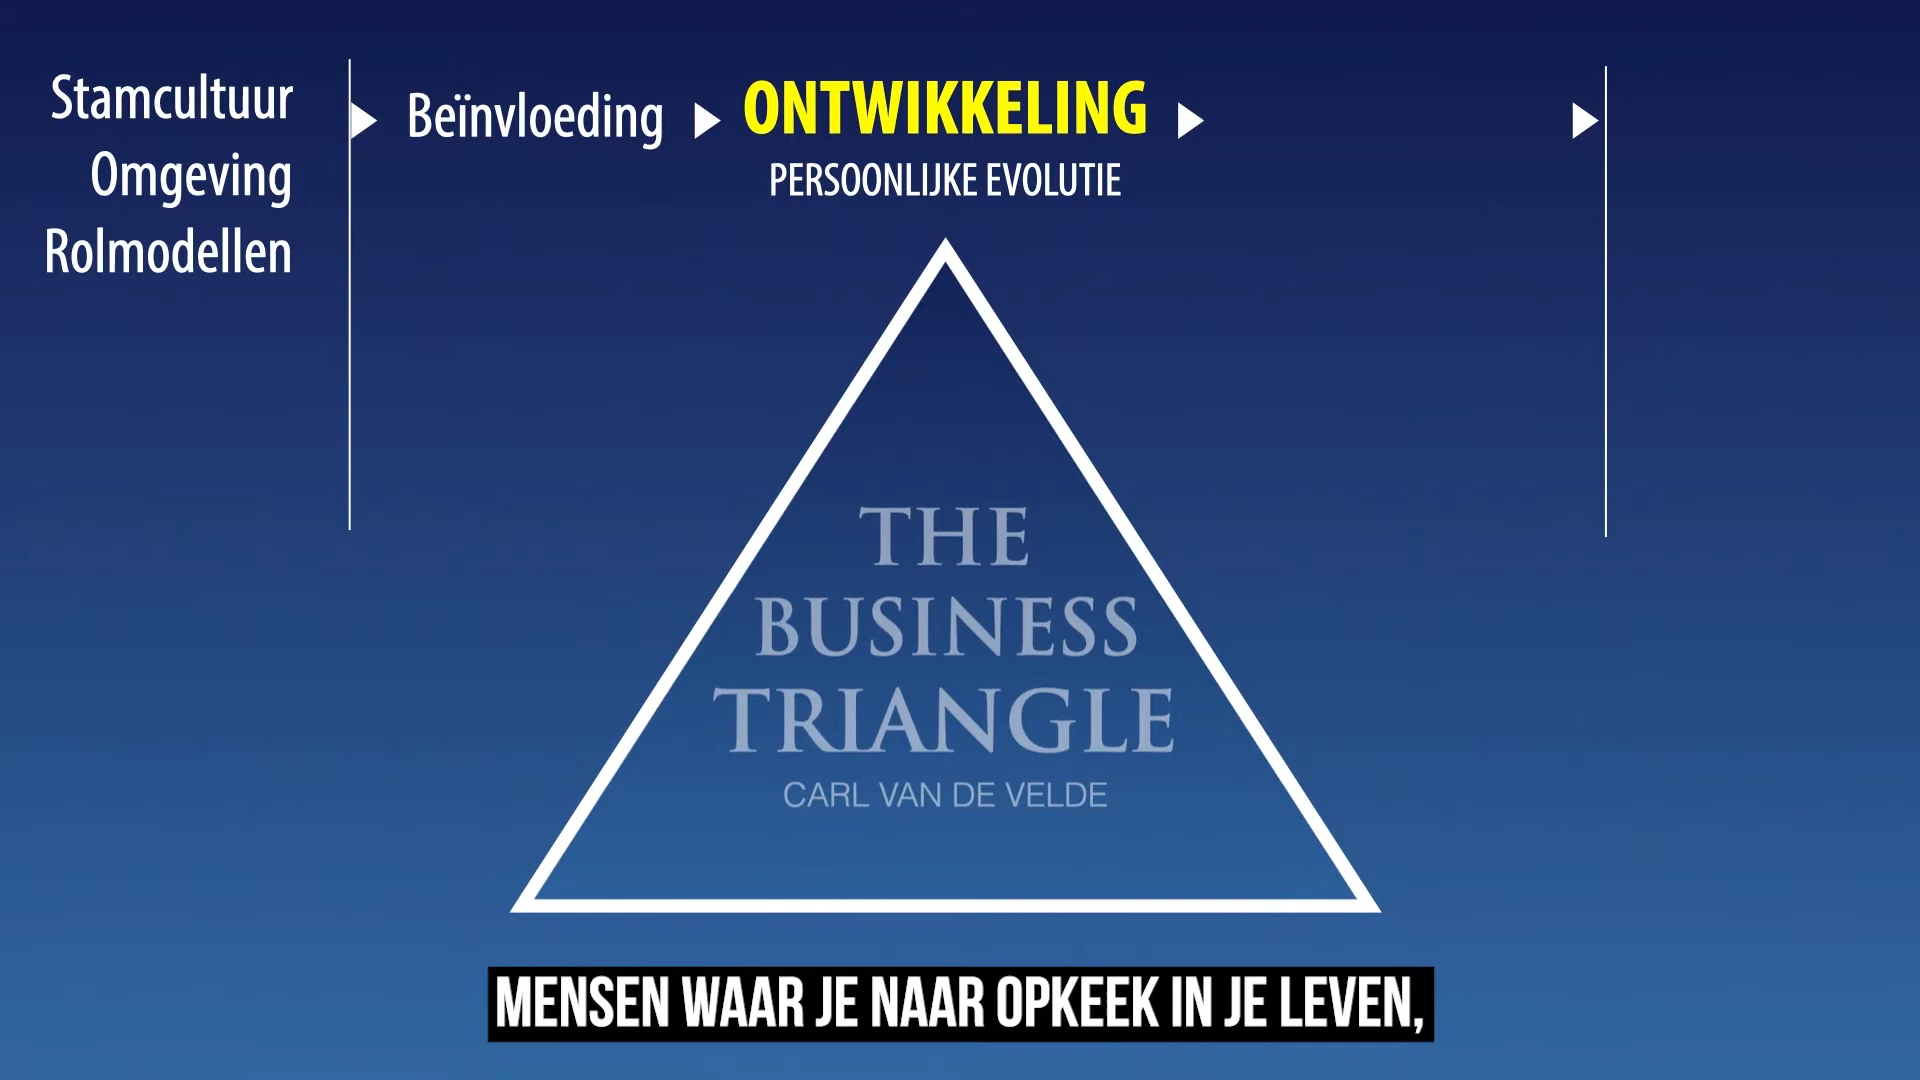 Stamcultuur
Omgeving
Rolmodellen
Beïnvloeding
ONTWIKKELING
PERSOONLIJKE EVOLUTIE
THE
BUSINESS
TRIANGLE
CARL VAN DE VELDE
MENSEN WAAR JE NAAR OPKEEK IN JE LEVEN,